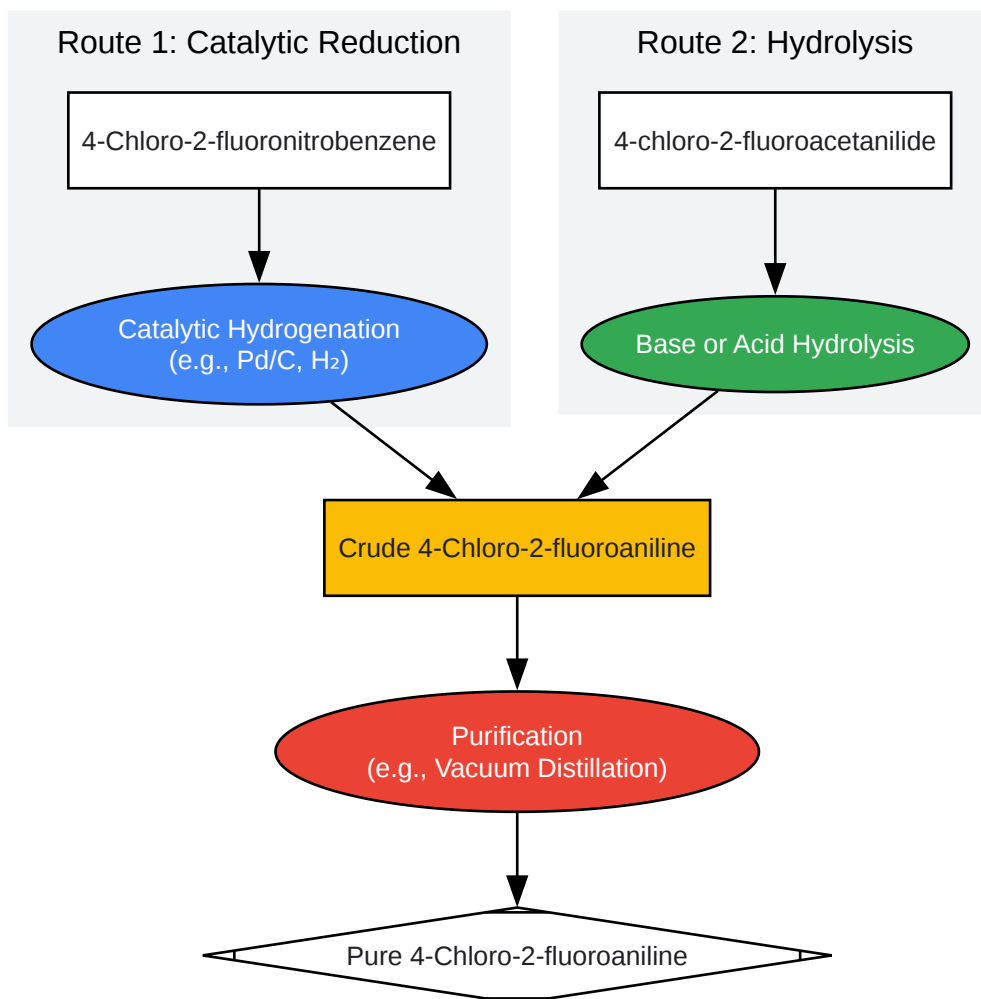 Route 1: Catalytic Reduction
4-Chloro-2-fluoronitrobenzene
Catalytic Hydrogenation
(e.g., Pd/C, H₂)
Route 2: Hydrolysis
4-chloro-2-fluoroacetanilide
Base or Acid Hydrolysis
Crude 4-Chloro-2-fluoroaniline
Purification
(e.g., Vacuum Distillation)
Pure 4-Chloro-2-fluoroaniline